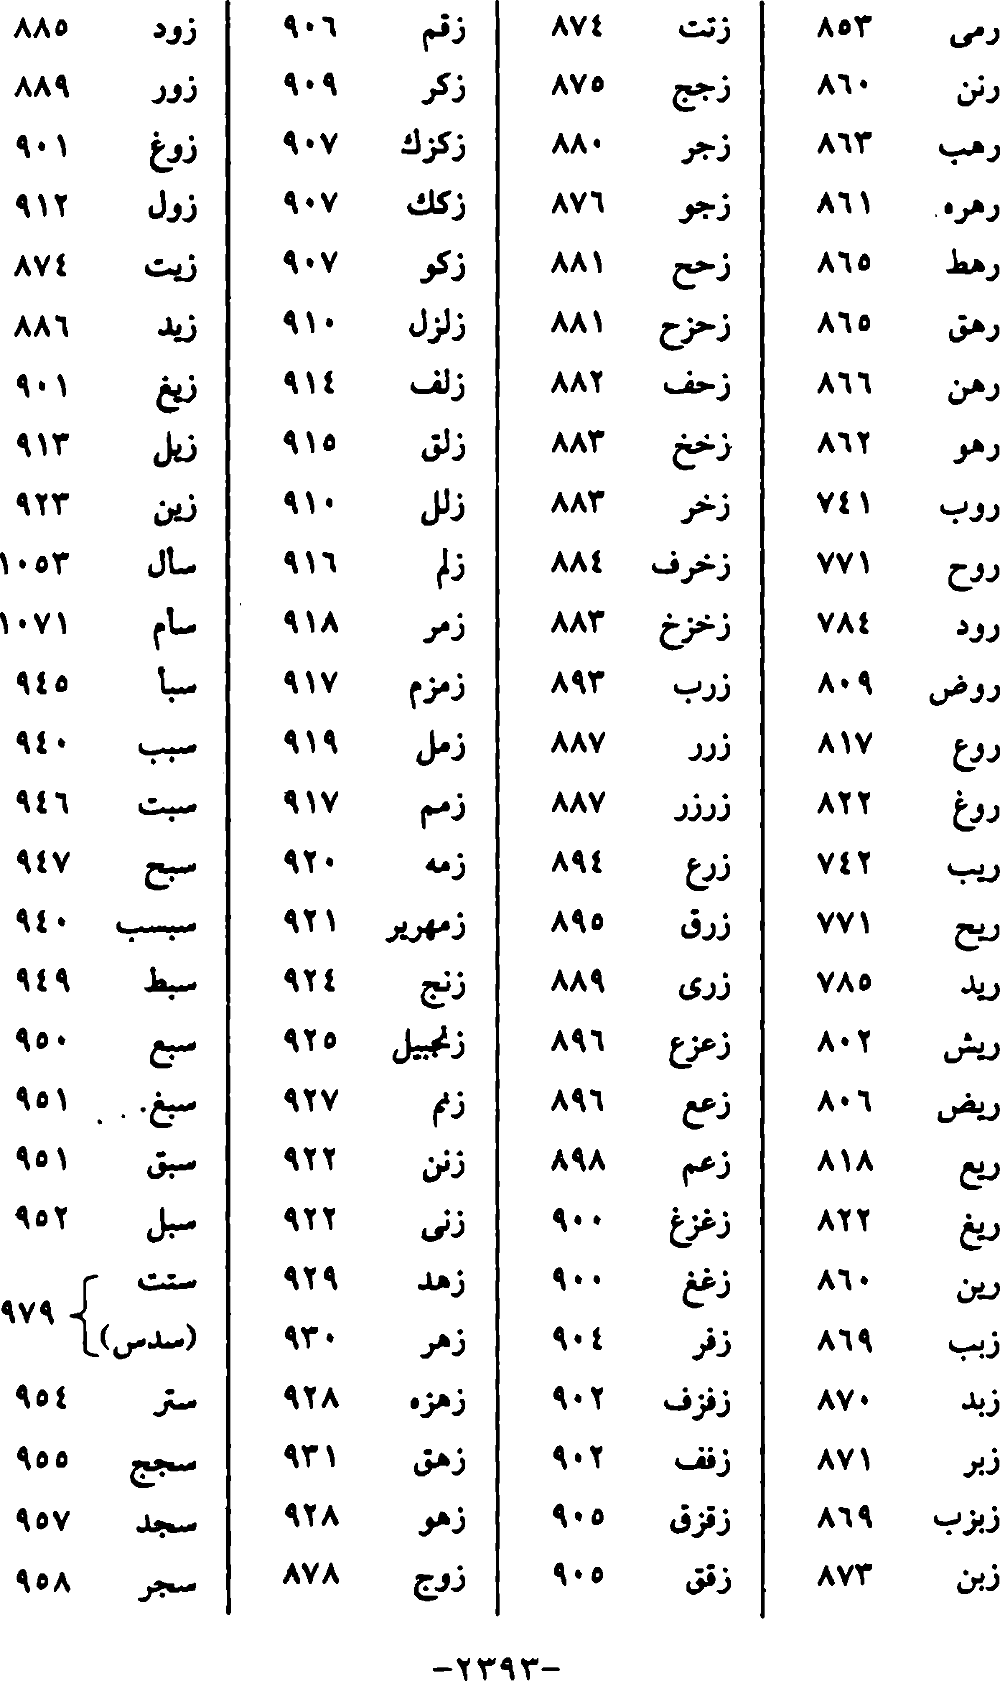 رمى ٨٥٣
رنن ٨٦٠
رهب ٨٦٣
رهره ٨٦١
رهط ٨٦٥
رهق ٨٦٥
رهن ٨٦٦
رهو ٨٦٢
روب ٧٤١
روح ٧٧١
رود ٧٨٤
روض ٨٠٩
روع ٨١٧
روغ ٨٢٢
ريب ٧٤٢
ريح ٧٧١
ريد ٧٨٥
ريش ٨٠٢
ريض ٨٠٦
ريع ٨١٨
ريغ ٨٢٢
رين ٨٦٠
زبب ٨٦٩
زبد ٨٧٠
زبر ٨٧١
زبزب ٨٦٩
زبن ٨٧٣
زتت ٨٧٤
زجج ٨٧٥
زجر ٨٨٠
زجو ٨٧٦
زحح ٨٨١
زحزح ٨٨١
زحف ٨٨٢
زخخ ٨٨٣
زخر ٨٨٣
زخرف ٨٨٤
زخزخ ٨٨٣
زرب ٨٩٣
زرر ٨٨٧
زرزر ٨٨٧
زرع ٨٩٤
زرق ٨٩٥
زرى ٨٨٩
زعزع ٨٩٦
زعع ٨٩٦
زعم ٨٩٨
زغزغ ٩٠٠
زغغ ٩٠٠
زفر ٩٠٤
زفزف ٩٠٢
زفف ٩٠٢
زقزق ٩٠٥
زقق ٩٠٥
زقم ٩٠٦
زكر ٩٠٩
زكزك ٩٠٧
زكك ٩٠٧
زكو ٩٠٧
زلزل ٩١٠
زلف ٩١٤
زلق ٩١٥
زلل ٩١٠
زلم ٩١٦
زمر ٩١٨
زمزم ٩١٧
زمل ٩١٩
زمم ٩١٧
زمه ٩٢٠
زمهرير ٩٢١
زنج ٩٢٤
زنجبيل ٩٢٥
زنم ٩٢٧
زنن ٩٢٢
زنى ٩٢٢
زهد ٩٢٩
زهر ٩٣٠
زهزه ٩٢٨
زهق ٩٣١
زهو ٩٢٨
زوج ٨٧٨
زود ٨٨٥
زور ٨٨٩
زوغ ٩٠١
زول ٩١٢
زيت ٨٧٤
زيد ٨٨٦
زيغ ٩٠١
زيل ٩١٣
زين ٩٢٣
سأل ١٠٥٣
سأم ١٠٧١
سبأ ٩٤٥
سبب ٩٤٠
سبت ٩٤٦
سبح ٩٤٧
سبسب ٩٤٠
سبط ٩٤٩
سبع ٩٥٠
سبغ ٩٥١
سبق ٩٥١
سبل ٩٥٢
ستت
(سدس) } ٩٧٩
ستر ٩٥٤
سجج ٩٥٥
سجد ٩٥٧
سجر ٩٥٨
-٢٣٩٣-